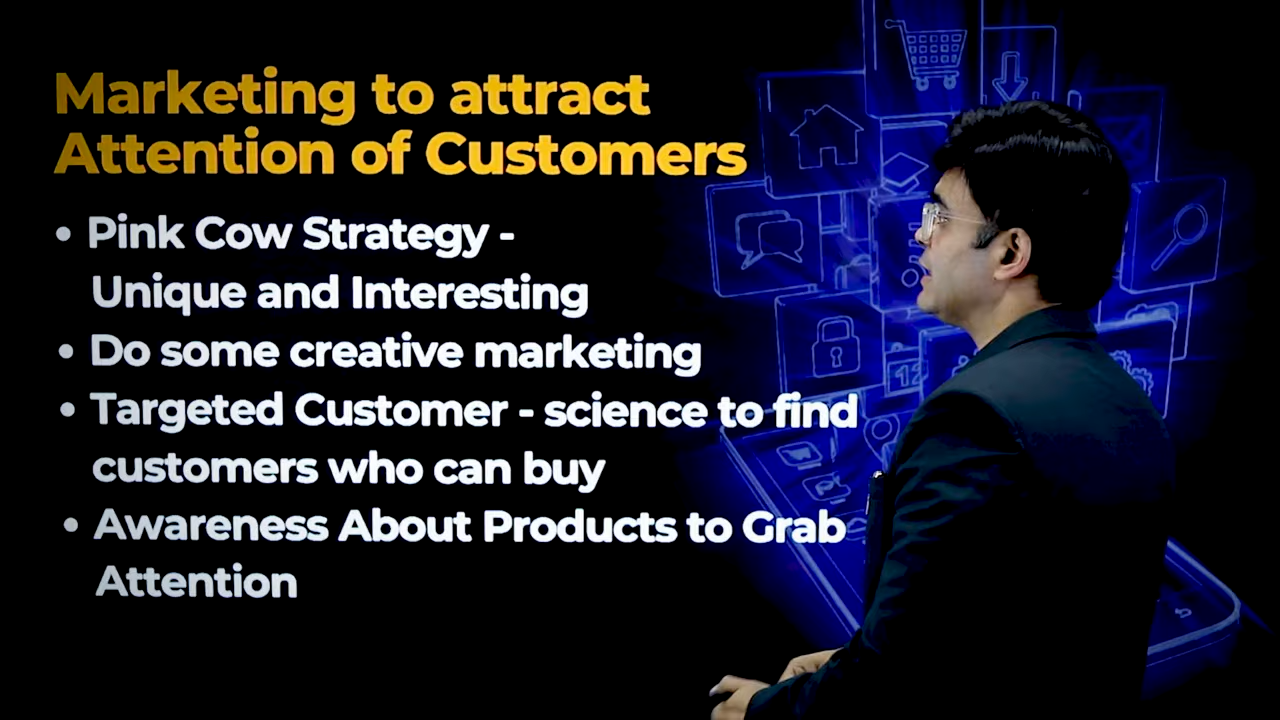 Marketing to attract
Attention of Customers
• Pink Cow Strategy -
Unique and Interesting
• Do some creative marketing
• Targeted Customer - science to find
customers who can buy
• Awareness About Products to Grab
Attention
12